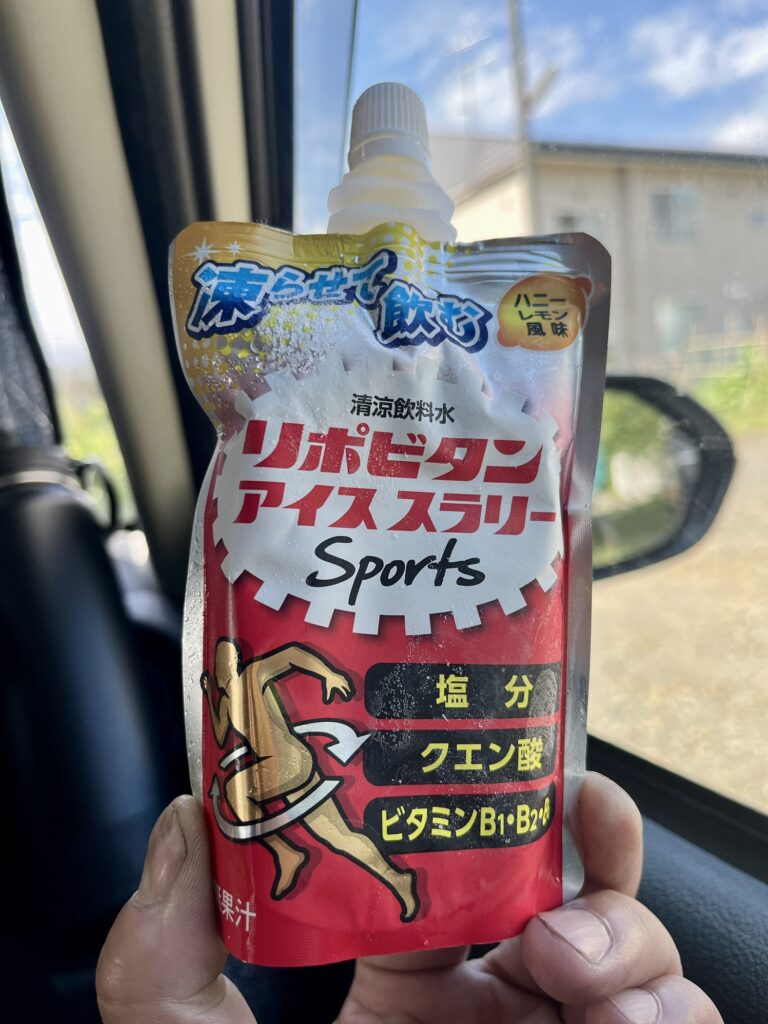 凍らせて飲む
ハニー
レモン
風味
清涼飲料水
リポビタン
アイススラリー
Sports
塩分
クエン酸
ビタミンB1・B2・
果汁